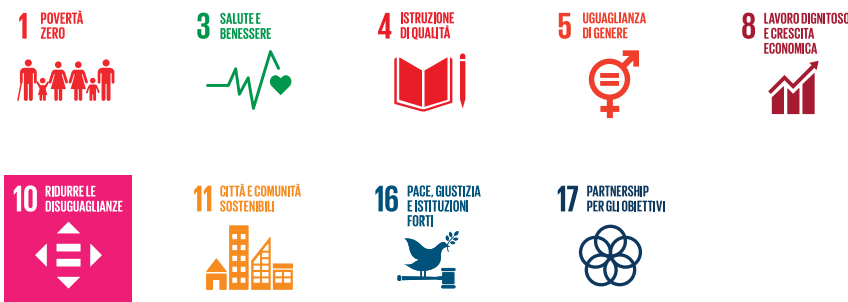 1 POVERTÀ
ZERO
3 SALUTE E
BENESSERE
4 ISTRUZIONE
DI QUALITÀ
5 UGUAGLIANZA
DI GENERE
8 LAVORO DIGNITOSO
E CRESCITA
ECONOMICA
10 RIDURRE LE
DISUGUAGLIANZE
11 CITTÀ E COMUNITÀ
SOSTENIBILI
16 PACE, GIUSTIZIA
E ISTITUZIONI
FORTI
17 PARTNERSHIP
PER GLI OBIETTIVI